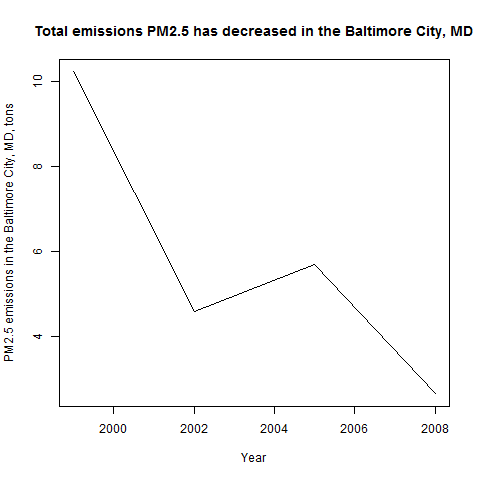 Total emissions PM2.5 has decreased in the Baltimore City, MD
PM2.5 emissions in the Baltimore City, MD, tons
10
8
6
4
2000 2002 2004 2006 2008
Year